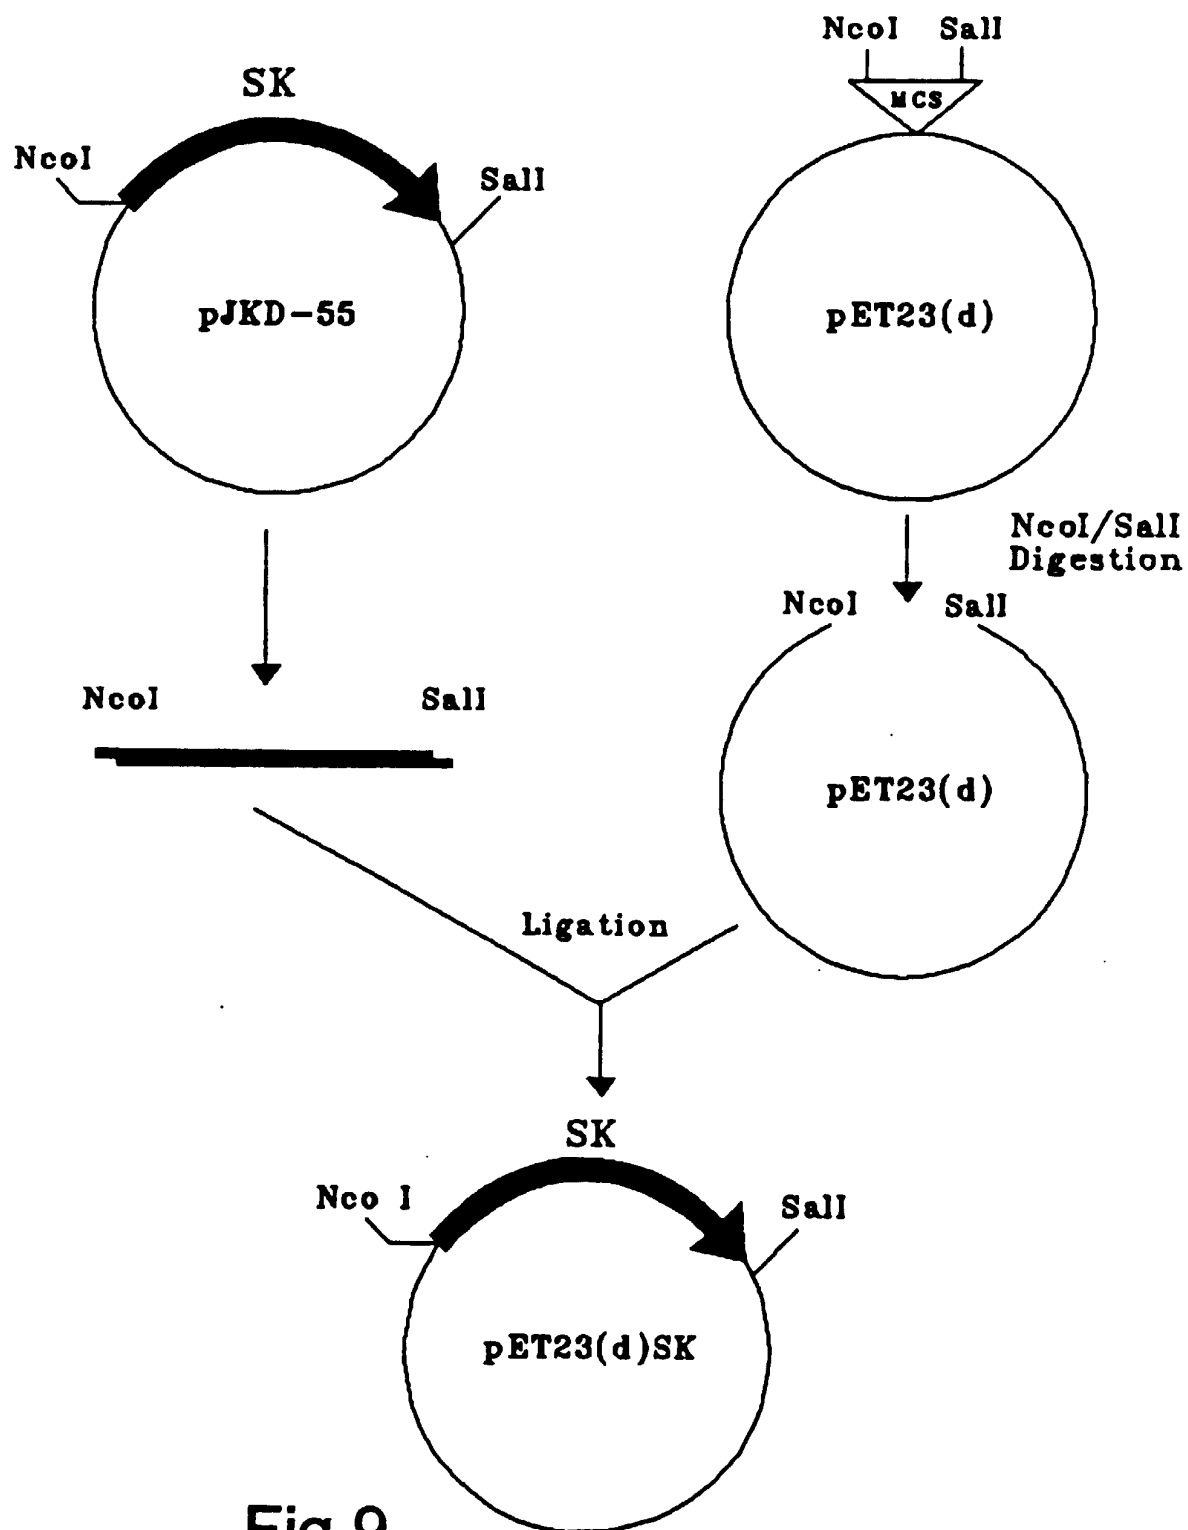 NcoI SalI
MCS
SK
NcoI
SalI
pJKD-55
pET23(d)
NcoI/SalI
Digestion
NcoI SalI
NcoI SalI
pET23(d)
Ligation
SK
Nco I
SalI
pET23(d)SK
Fig 9